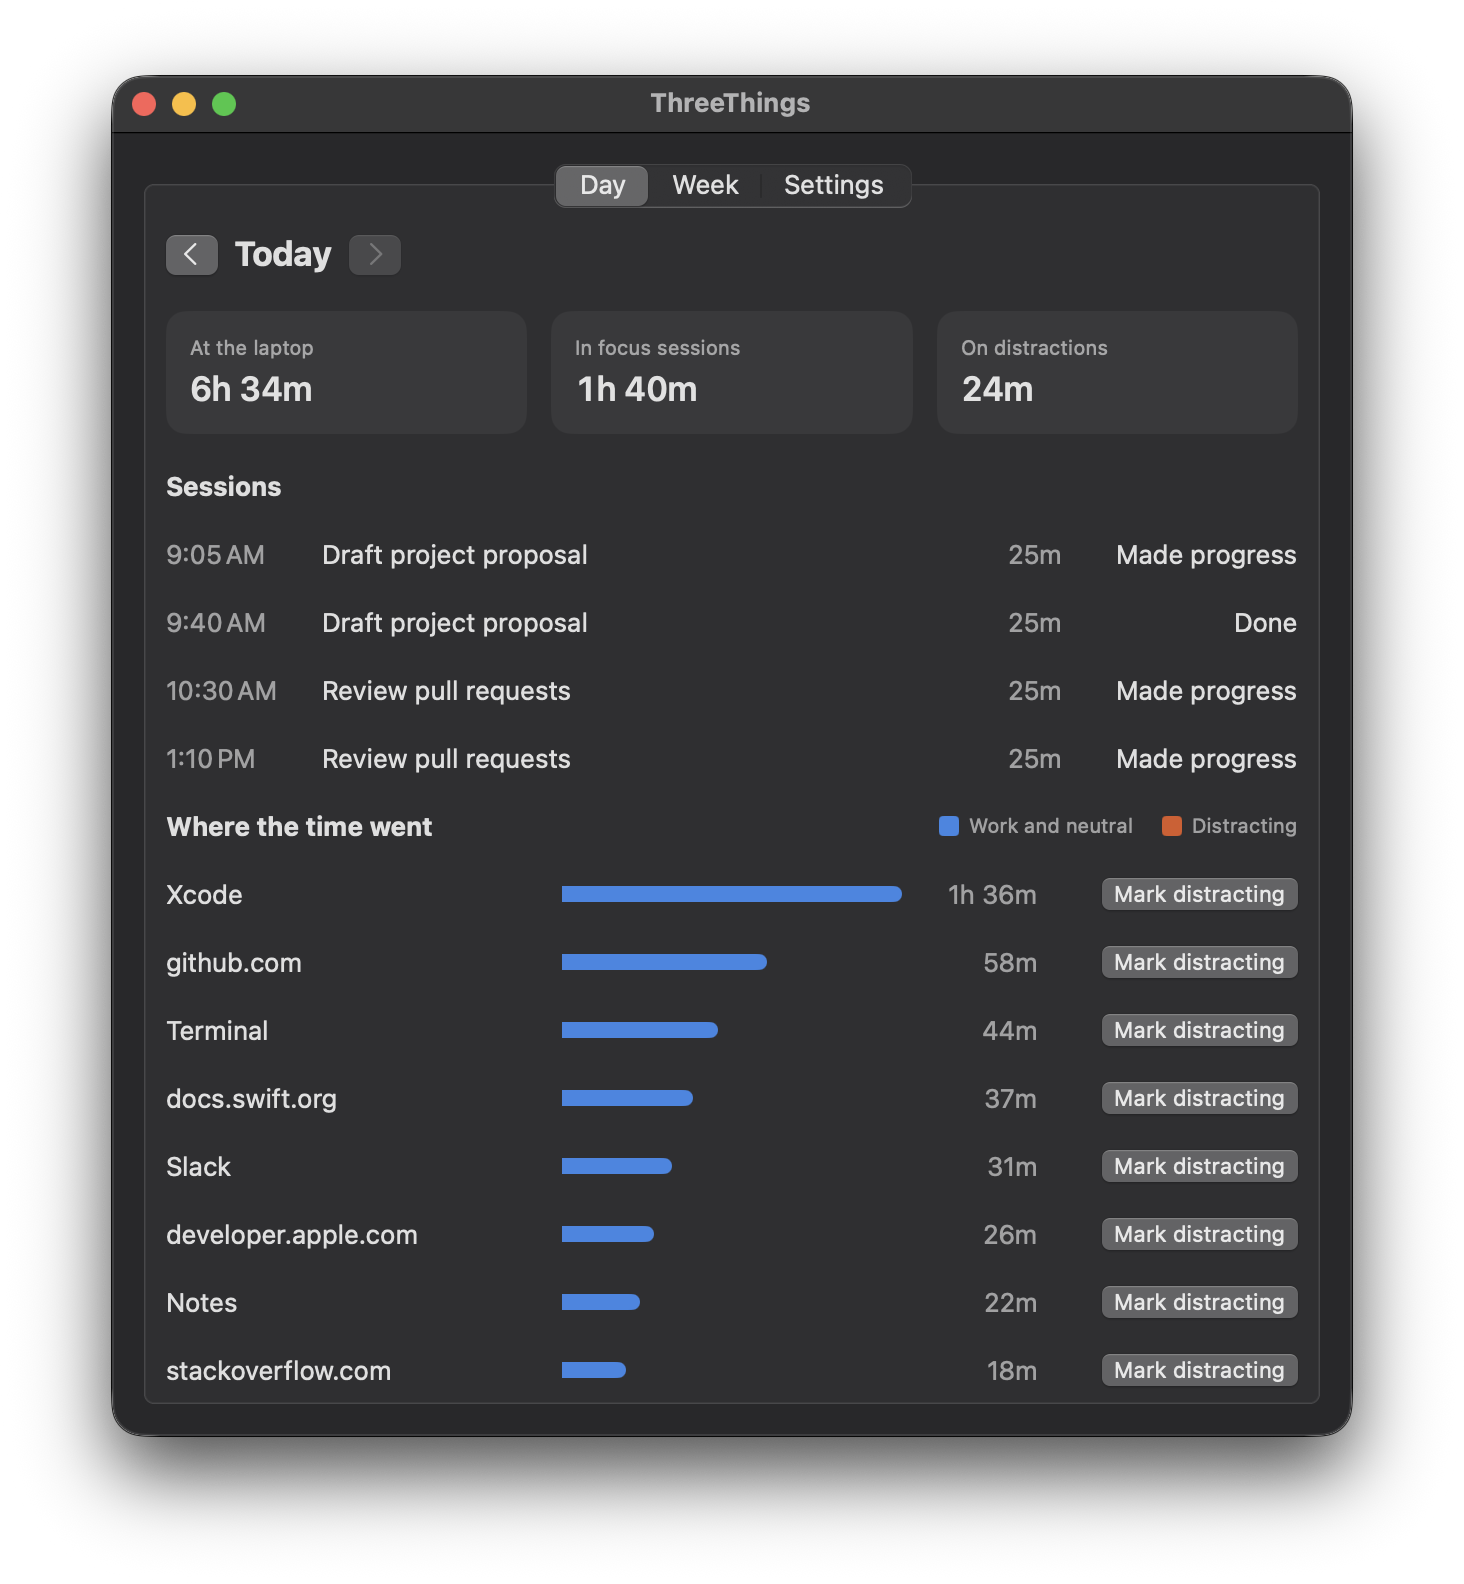 ThreeThings
Day Week Settings
Today
At the laptop In focus sessions On distractions
6h 34m 1h 40m 24m
Sessions
9:05 AM Draft project proposal 25m Made progress
9:40 AM Draft project proposal 25m Done
10:30 AM Review pull requests 25m Made progress
1:10 PM Review pull requests 25m Made progress
Where the time went Work and neutral Distracting
Xcode 1h 36m Mark distracting
github.com 58m Mark distracting
Terminal 44m Mark distracting
docs.swift.org 37m Mark distracting
Slack 31m Mark distracting
developer.apple.com 26m Mark distracting
Notes 22m Mark distracting
stackoverflow.com 18m Mark distracting